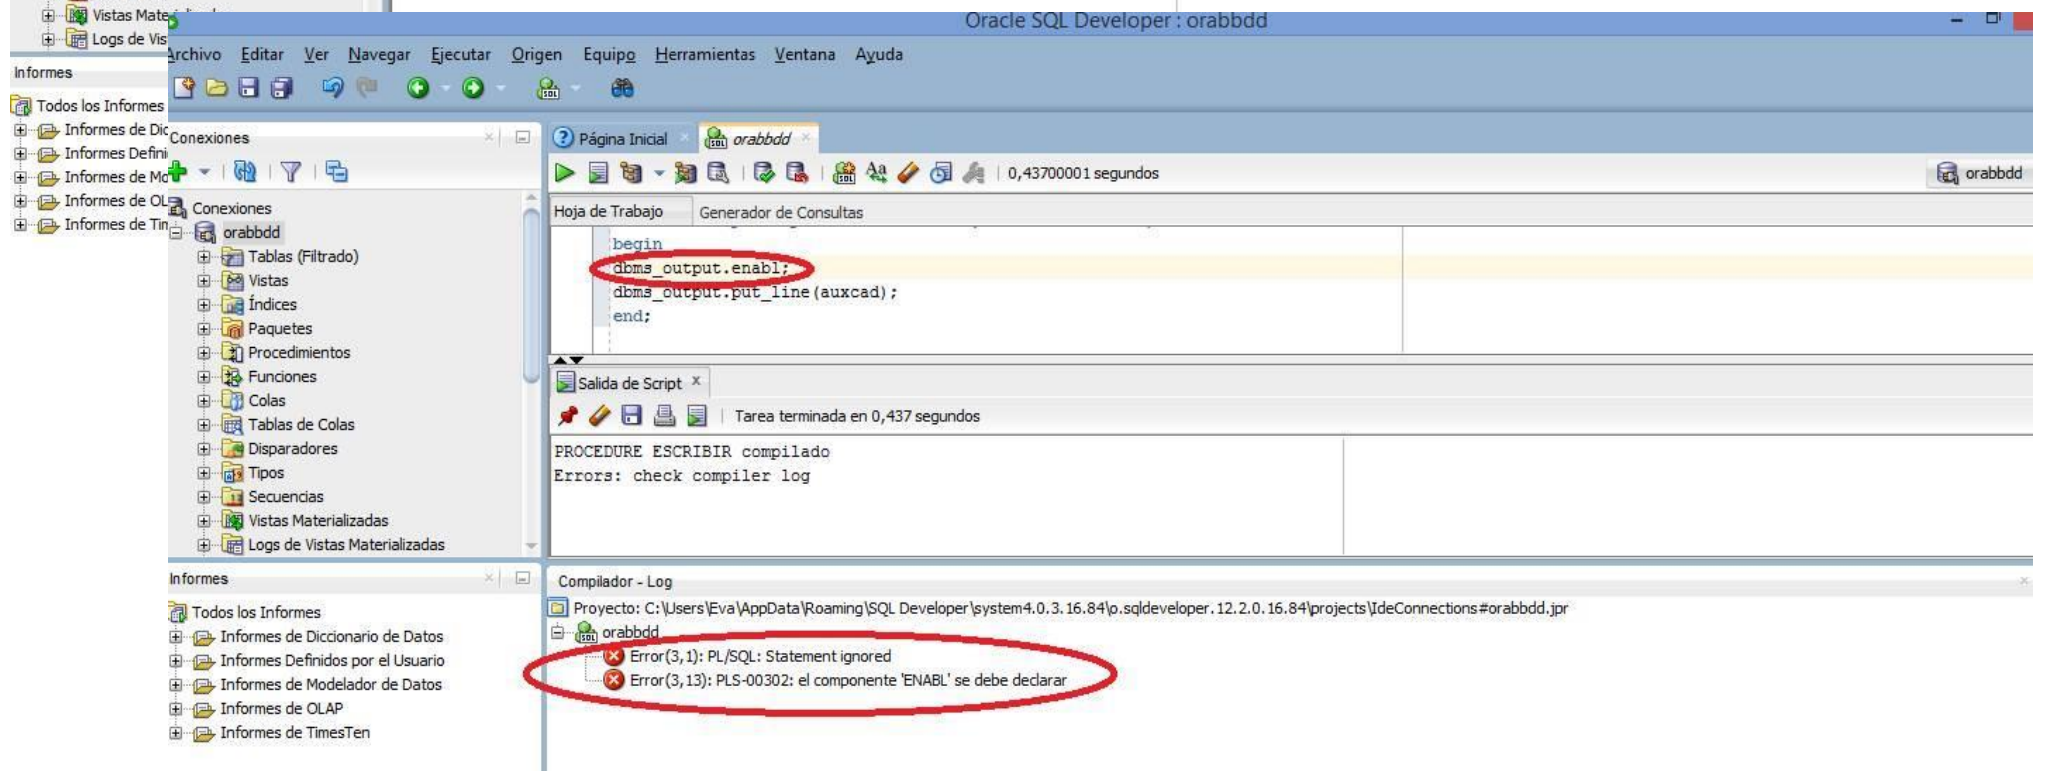 Vistas Mate
Logs de Vis
Informes
Todos los Informes
Informes de Dic
Informes Defini
Informes de Mo
Informes de OL
Informes de Tim
Oracle SQL Developer : orabbdd
Archivo Editar Ver Navegar Ejecutar Origen Equipo Herramientas Ventana Ayuda
Conexiones
Conexiones
orabbdd
Tablas (Filtrado)
Vistas
Índices
Paquetes
Procedimientos
Funciones
Colas
Tablas de Colas
Disparadores
Tipos
Secuencias
Vistas Materializadas
Logs de Vistas Materializadas
Informes
Todos los Informes
Informes de Diccionario de Datos
Informes Definidos por el Usuario
Informes de Modelador de Datos
Informes de OLAP
Informes de TimesTen
Página Inicial orabbdd
0,43700001 segundos orabbdd
Hoja de Trabajo Generador de Consultas
begin
dbms_output.enabl;
dbms_output.put_line(auxcad);
end;
Salida de Script
Tarea terminada en 0,437 segundos
PROCEDURE ESCRIBIR compilado
Errors: check compiler log
Compilador - Log
Proyecto: C:\Users\Eva\AppData\Roaming\SQL Developer\system4.0.3.16.84\o.sqldeveloper.12.2.0.16.84\projects\IdeConnections#orabbdd.jpr
orabbdd
Error(3,1): PL/SQL: Statement ignored
Error(3,13): PLS-00302: el componente 'ENABL' se debe declarar